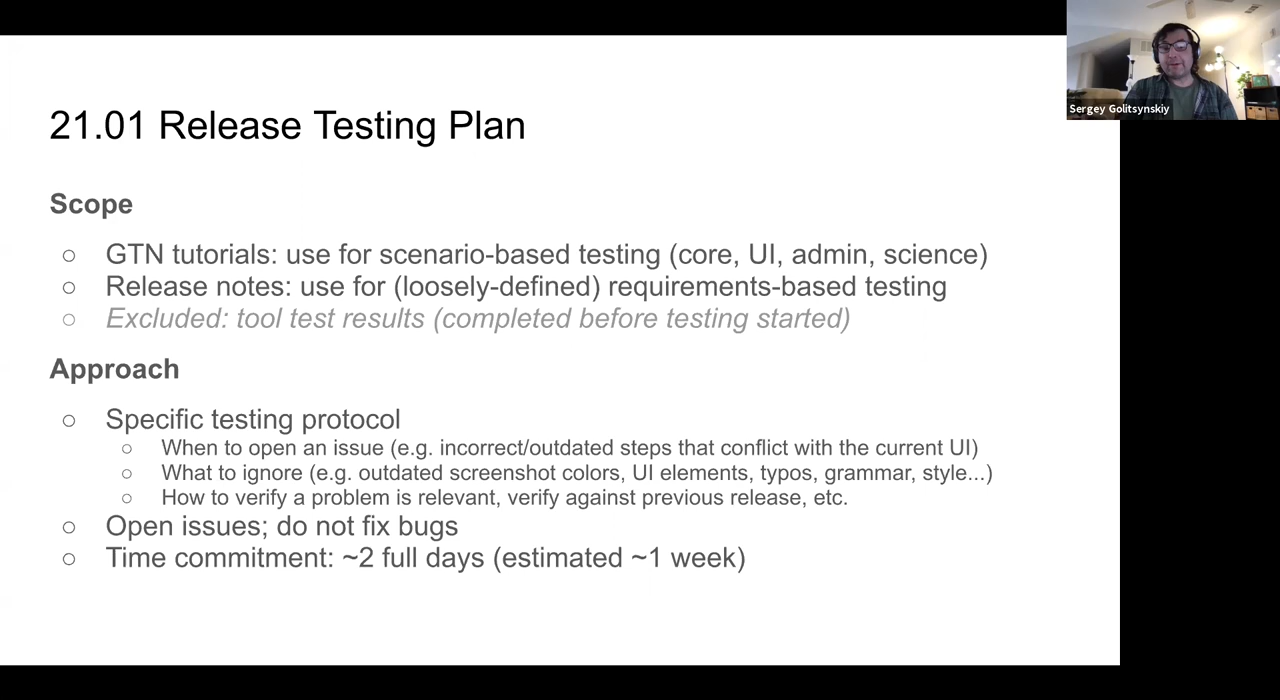 Sergey Golitsynskiy
21.01 Release Testing Plan
Scope
○ GTN tutorials: use for scenario-based testing (core, UI, admin, science)
○ Release notes: use for (loosely-defined) requirements-based testing
○ Excluded: tool test results (completed before testing started)
Approach
○ Specific testing protocol
○ When to open an issue (e.g. incorrect/outdated steps that conflict with the current UI)
○ What to ignore (e.g. outdated screenshot colors, UI elements, typos, grammar, style...)
○ How to verify a problem is relevant, verify against previous release, etc.
○ Open issues; do not fix bugs
○ Time commitment: ~2 full days (estimated ~1 week)